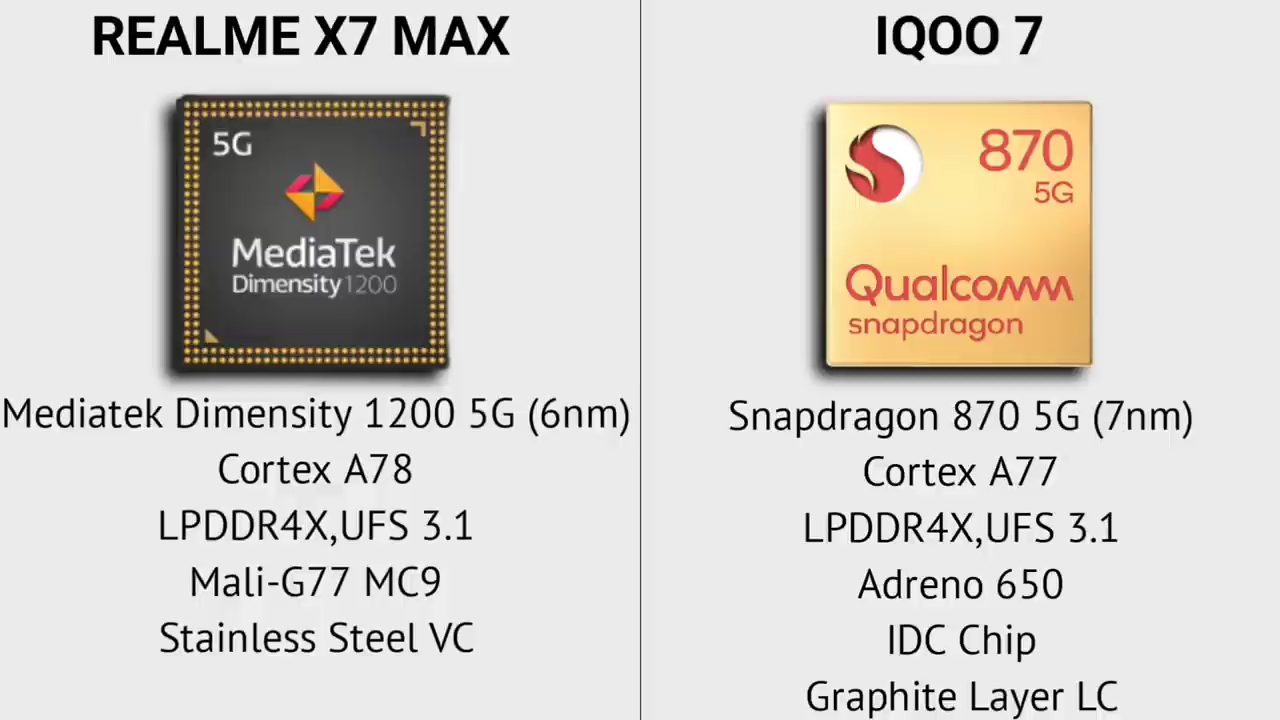 REALME X7 MAX
5G
MediaTek
Dimensity 1200
Mediatek Dimensity 1200 5G (6nm)
Cortex A78
LPDDR4X,UFS 3.1
Mali-G77 MC9
Stainless Steel VC
IQOO 7
870
5G
Qualcomm
snapdragon
Snapdragon 870 5G (7nm)
Cortex A77
LPDDR4X,UFS 3.1
Adreno 650
IDC Chip
Graphite Layer LC